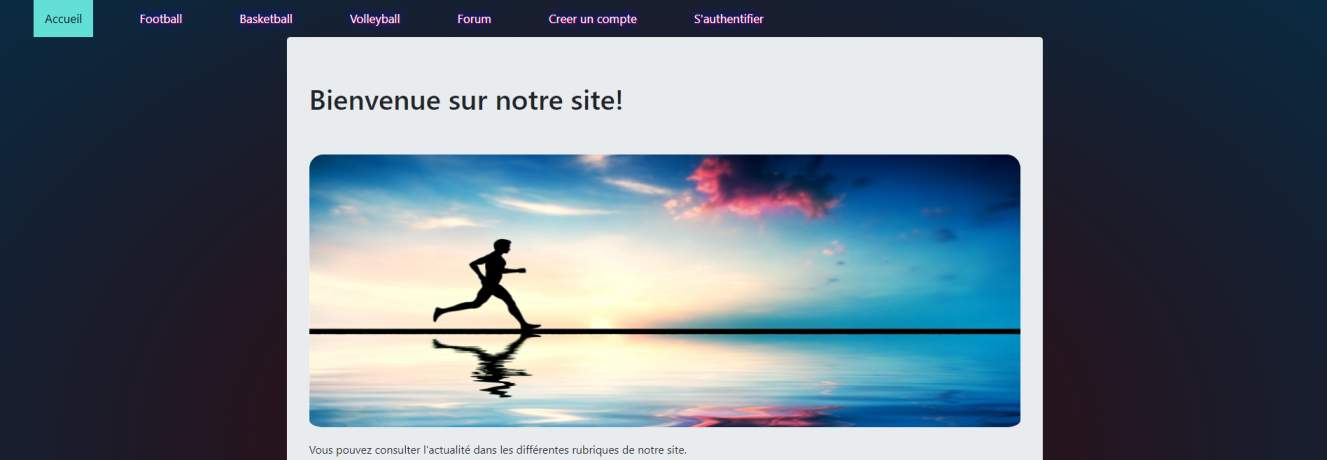 Accueil Football Basketball Volleyball Forum Creer un compte S'authentifier
Bienvenue sur notre site!
Vous pouvez consulter l'actualité dans les différentes rubriques de notre site.